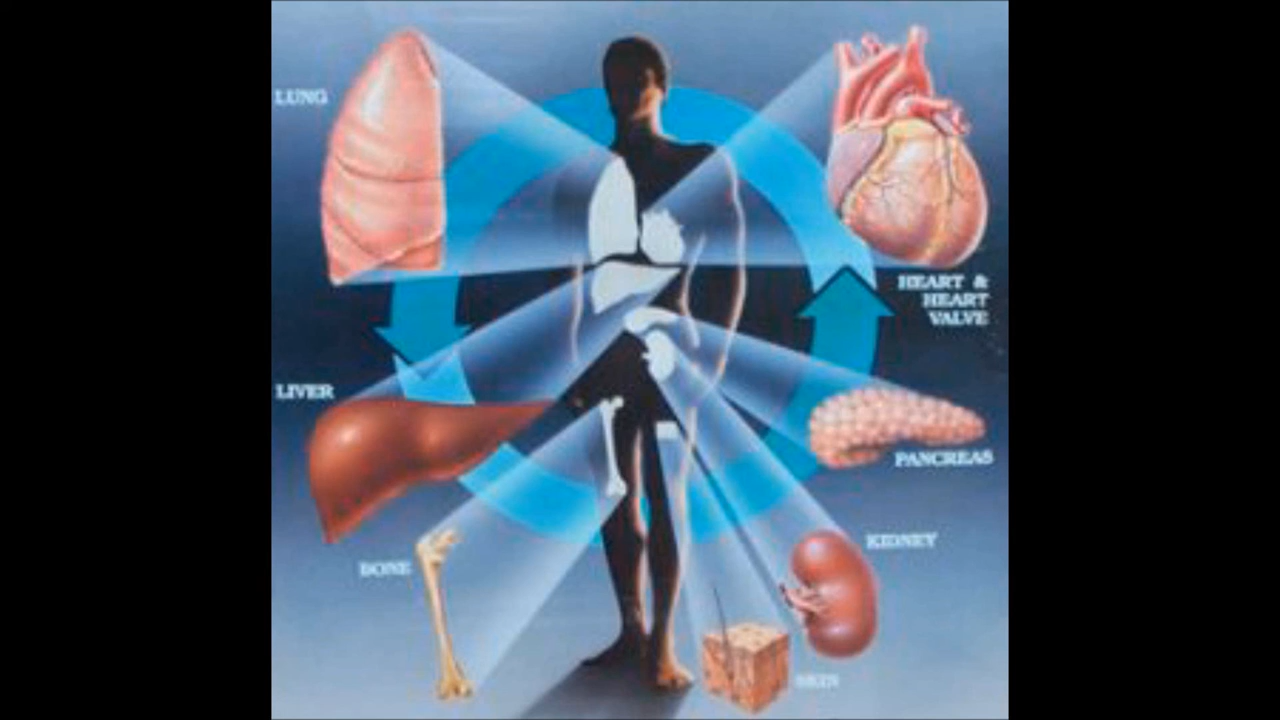 LUNG
HEART &
HEART
VALVE
LIVER
PANCREAS
KIDNEY
BONE
SKIN